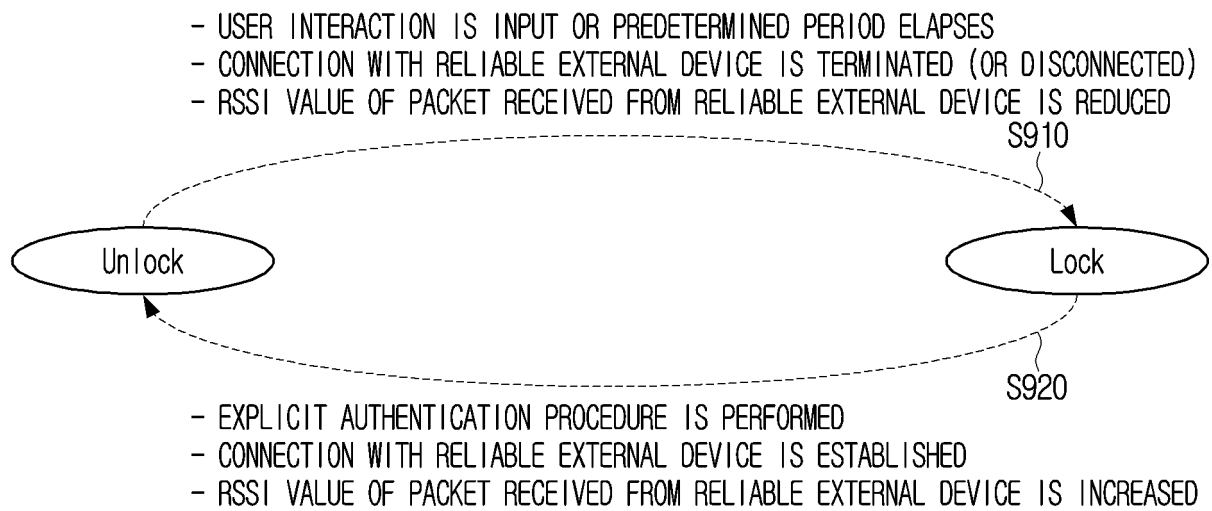 - USER INTERACTION IS INPUT OR PREDETERMINED PERIOD ELAPSES
- CONNECTION WITH RELIABLE EXTERNAL DEVICE IS TERMINATED (OR DISCONNECTED)
- RSSI VALUE OF PACKET RECEIVED FROM RELIABLE EXTERNAL DEVICE IS REDUCED
S910
Unlock
Lock
S920
- EXPLICIT AUTHENTICATION PROCEDURE IS PERFORMED
- CONNECTION WITH RELIABLE EXTERNAL DEVICE IS ESTABLISHED
- RSSI VALUE OF PACKET RECEIVED FROM RELIABLE EXTERNAL DEVICE IS INCREASED